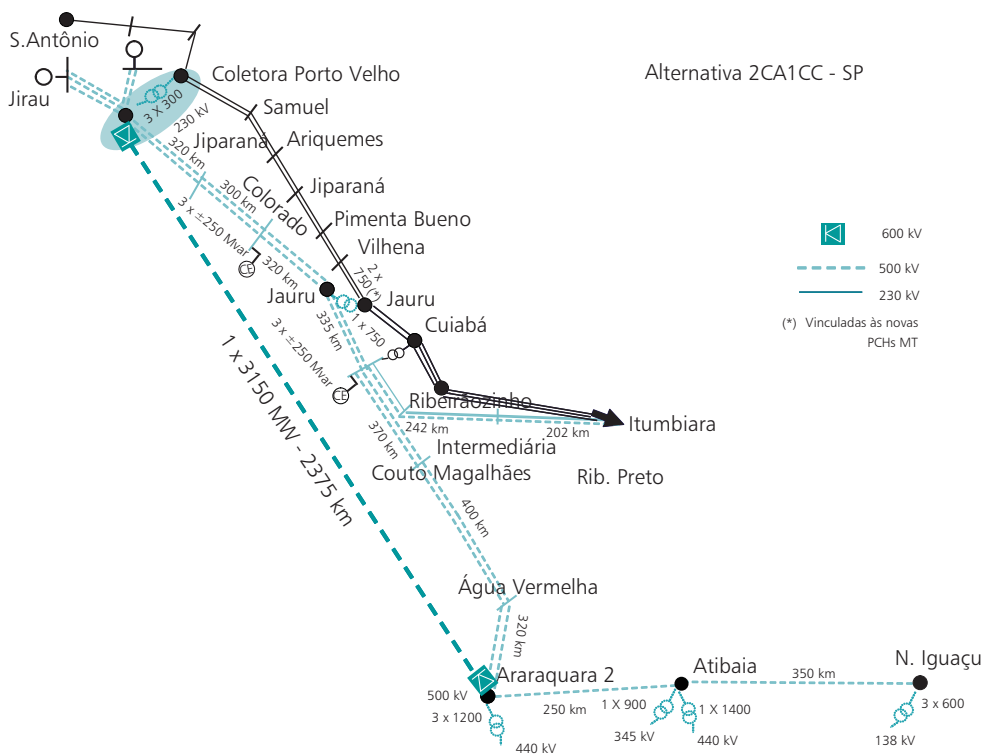 S.Antônio
Jirau
Coletora Porto Velho
Alternativa 2CA1CC - SP
3 X 300
230 kV
Samuel
320 km
Jiparaná
Ariquemes
300 km
Colorado
Jiparaná
3 x ±250 Mvar
CE
Pimenta Bueno
320 km
Vilhena
2 x
750(*)
Jauru
Jauru
1 x 750
335 km
Cuiabá
3 x ±250 Mvar
CE
600 kV
500 kV
230 kV
(*) Vinculadas às novas
PCHs MT
1 x 3150 MW - 2375 km
Ribeirãozinho
242 km
202 km
Itumbiara
370 km
Intermediária
Couto Magalhães
Rib. Preto
400 km
Água Vermelha
320 km
Araraquara 2
500 kV
3 x 1200
440 kV
250 km
Atibaia
1 X 900
345 kV
1 X 1400
440 kV
350 km
N. Iguaçu
3 x 600
138 kV